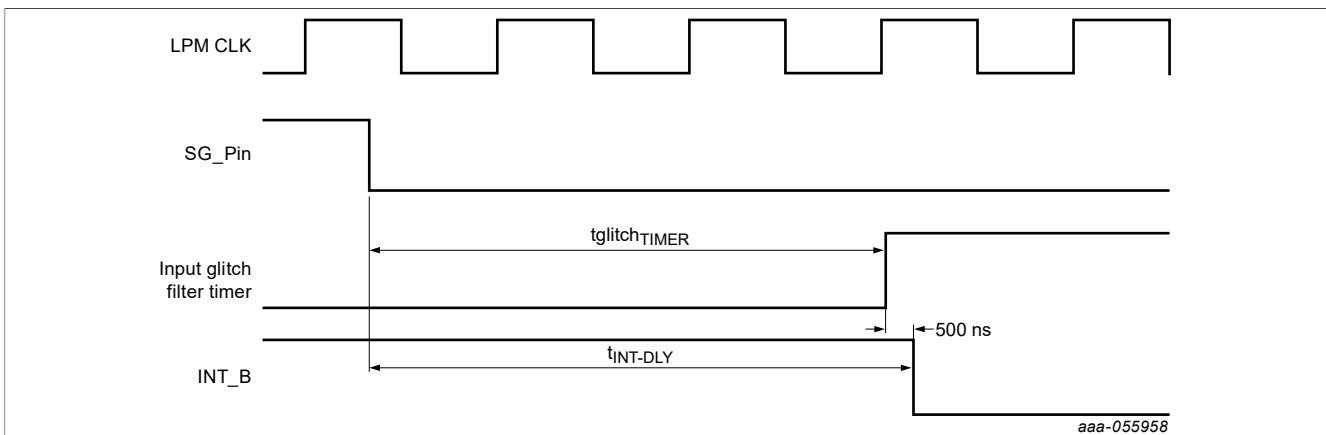 LPM CLK
SG_Pin
tglitchTIMER
Input glitch
filter timer
500 ns
tINT-DLY
INT_B
aaa-055958